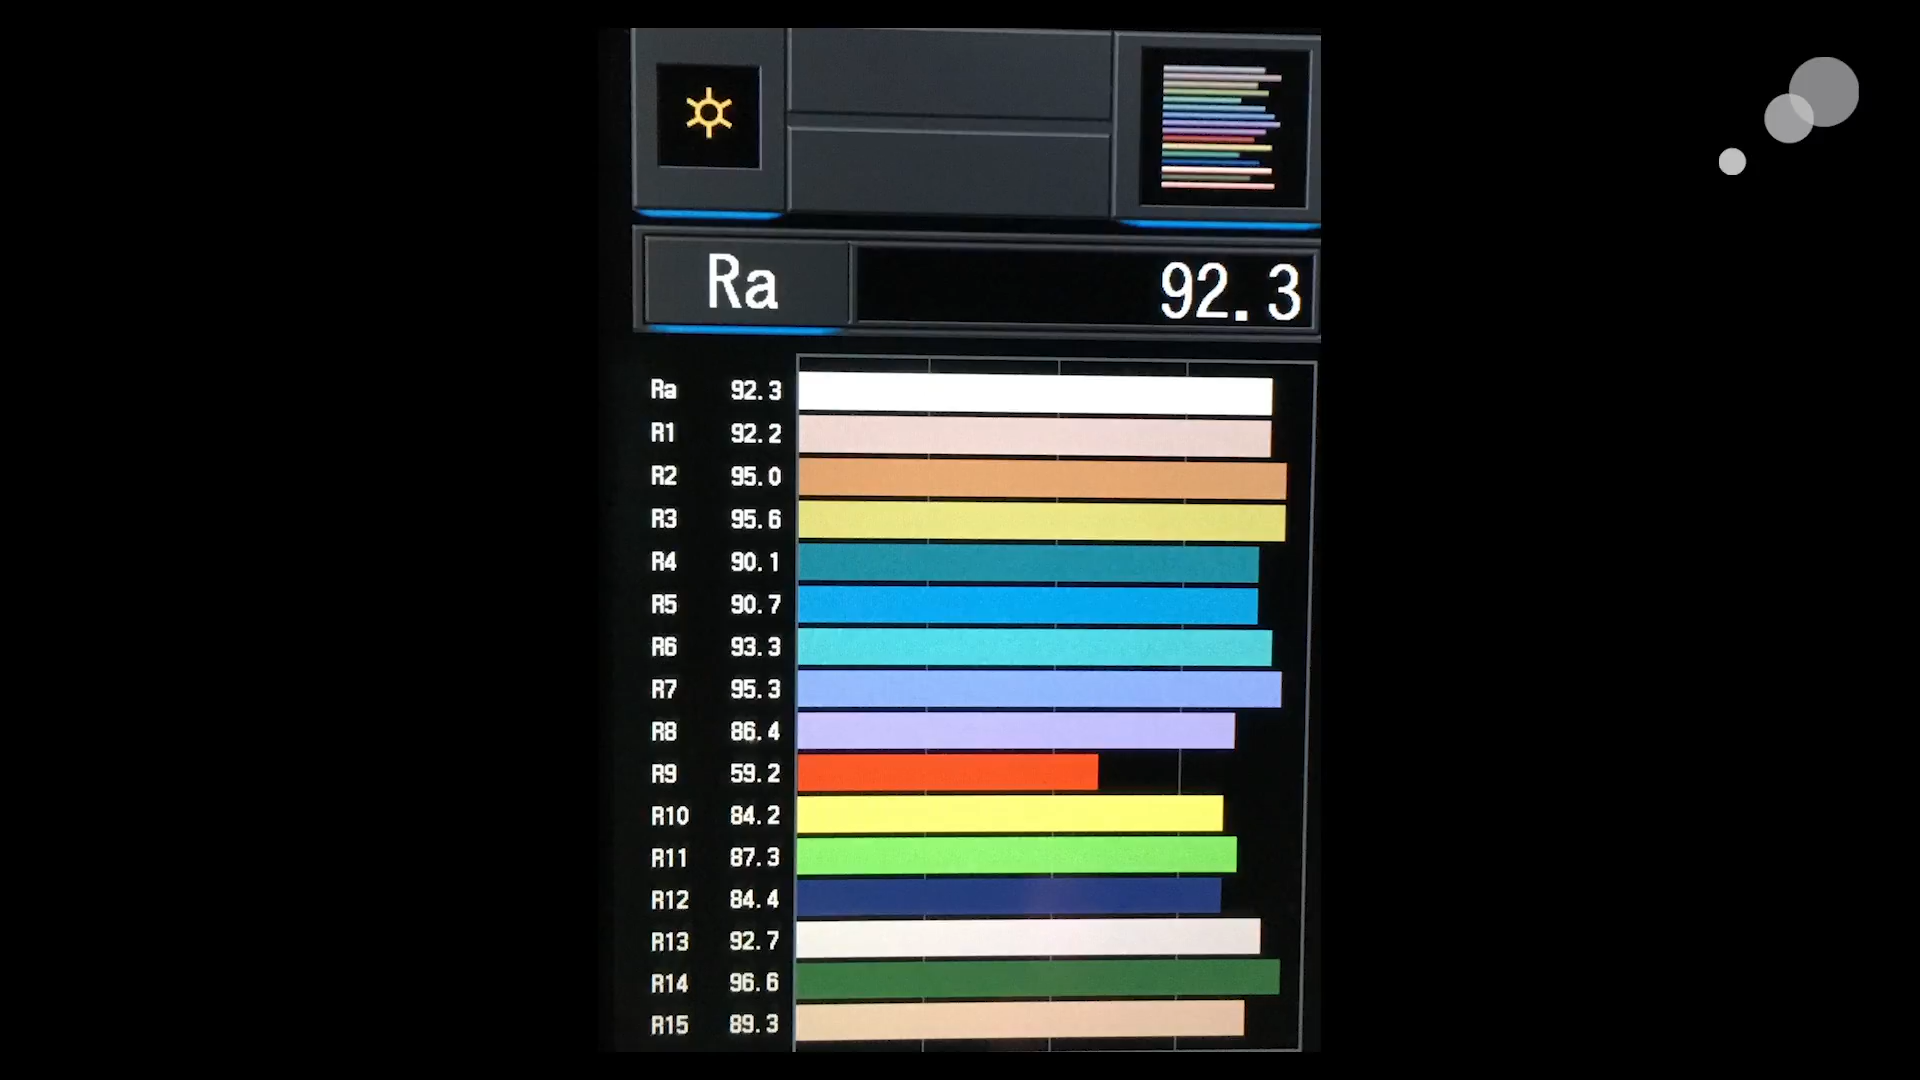 Ra 92.3
Ra 92.3
R1 92.2
R2 95.0
R3 95.6
R4 90.1
R5 90.7
R6 93.3
R7 95.3
R8 86.4
R9 59.2
R10 84.2
R11 87.3
R12 84.4
R13 92.7
R14 96.6
R15 89.3